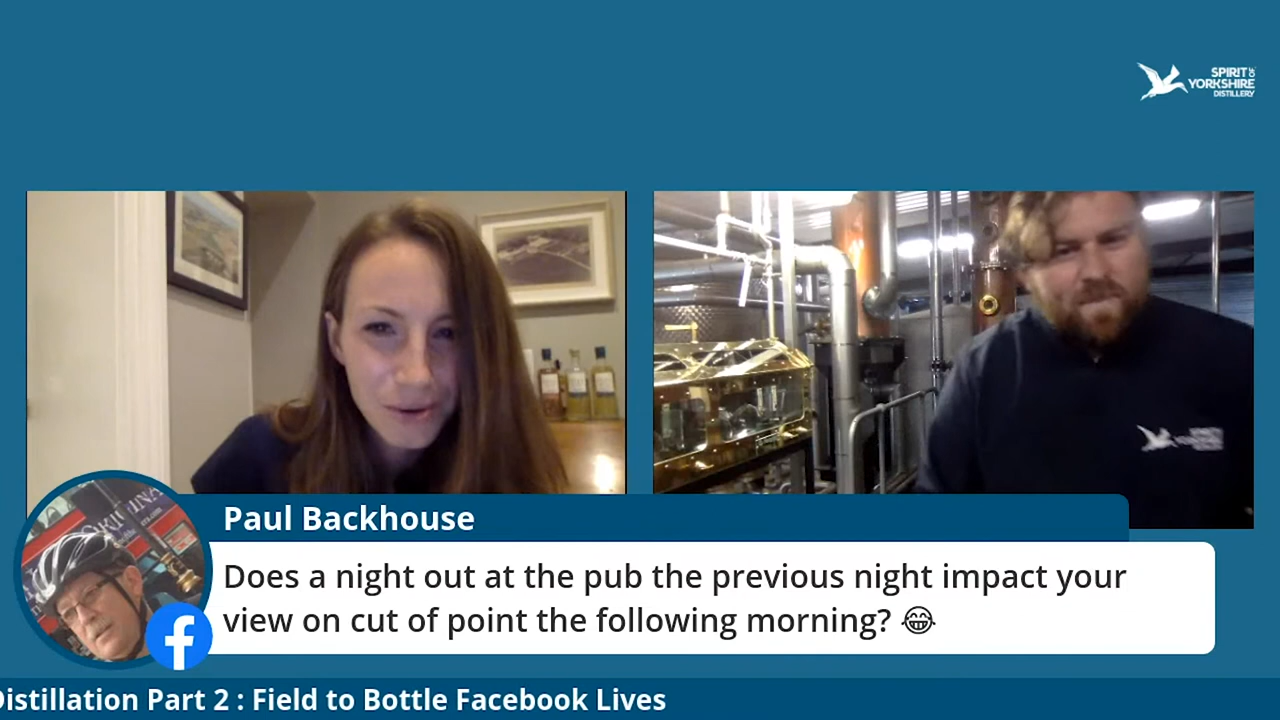 SPIRIT OF
YORKSHIRE
DISTILLERY
Paul Backhouse
Does a night out at the pub the previous night impact your
view on cut of point the following morning? 😂
Distillation Part 2 : Field to Bottle Facebook Lives